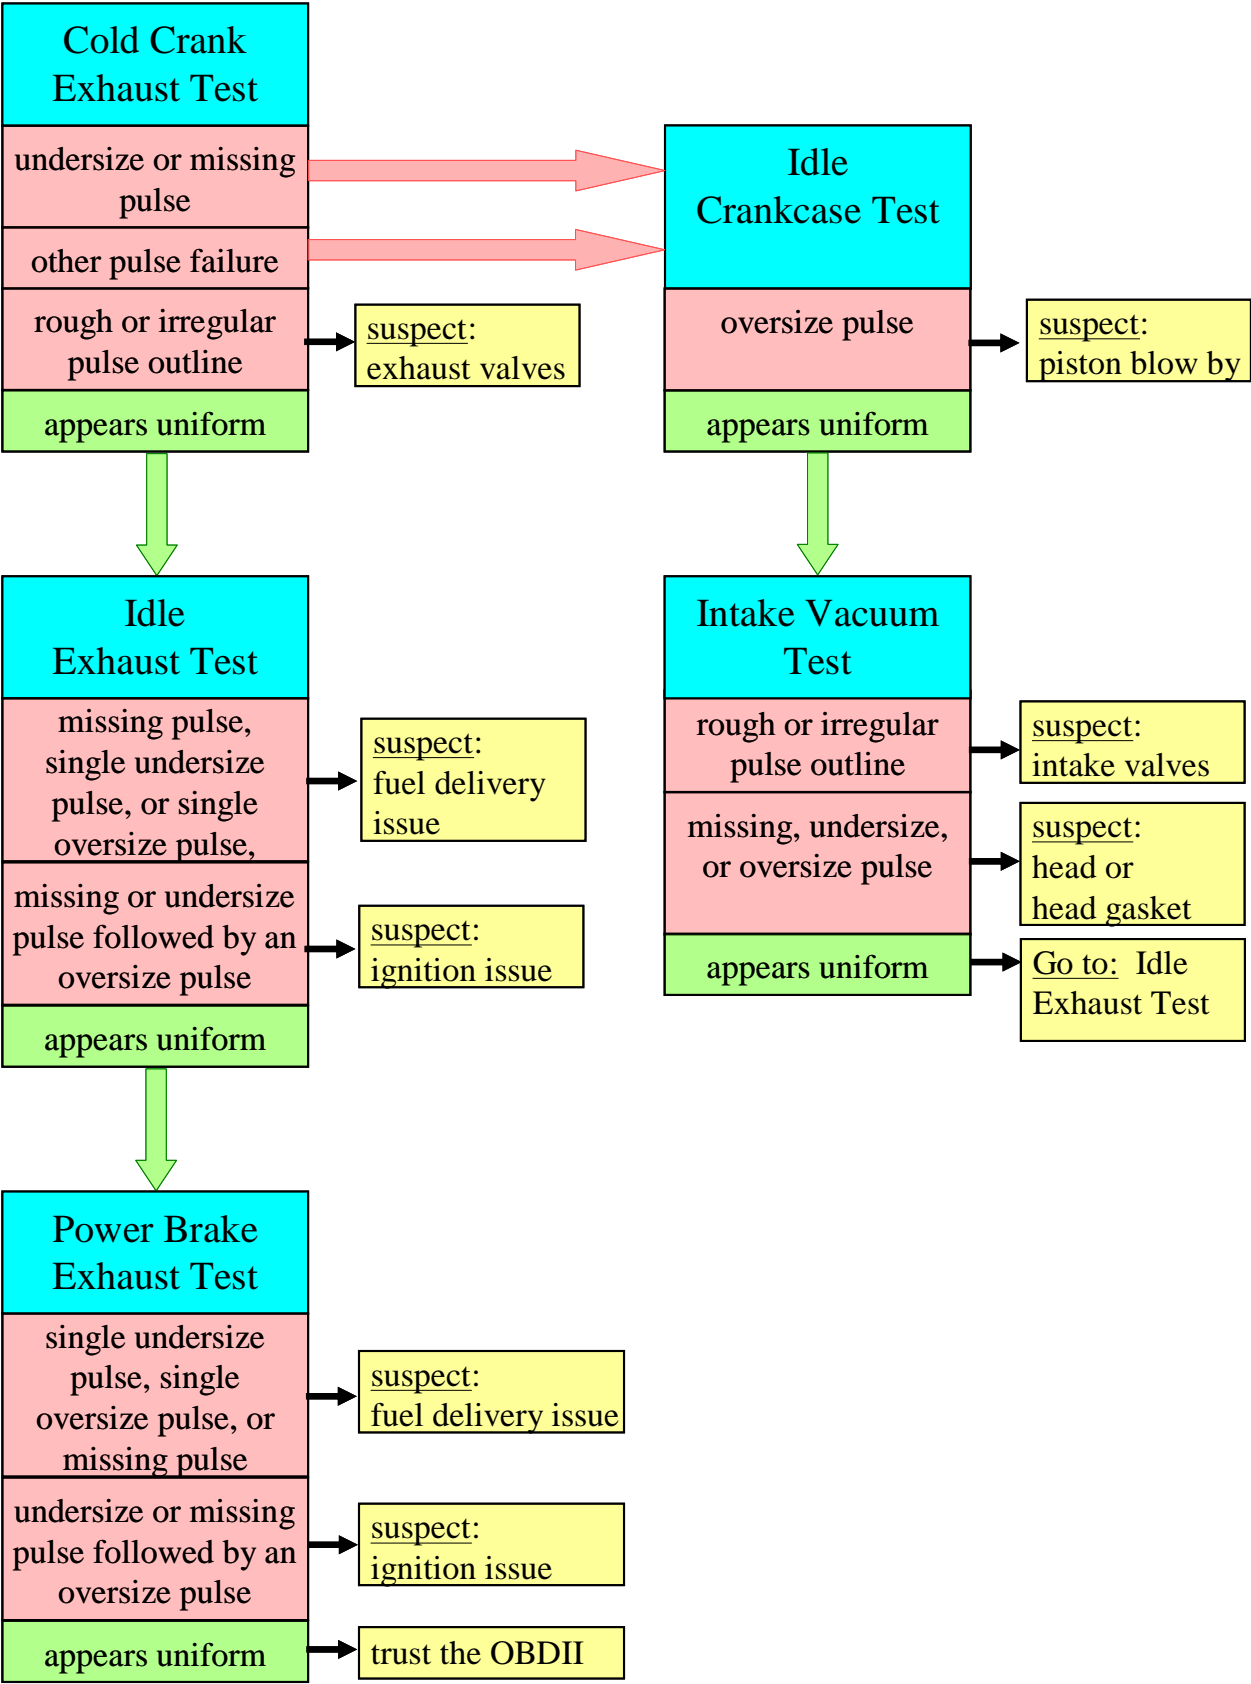 Cold Crank
Exhaust Test
undersize or missing
pulse
other pulse failure
rough or irregular
pulse outline
suspect:
exhaust valves
appears uniform
Idle
Crankcase Test
oversize pulse
suspect:
piston blow by
appears uniform
Idle
Exhaust Test
missing pulse,
single undersize
pulse, or single
oversize pulse,
suspect:
fuel delivery
issue
missing or undersize
pulse followed by an
oversize pulse
suspect:
ignition issue
appears uniform
Intake Vacuum
Test
rough or irregular
pulse outline
suspect:
intake valves
missing, undersize,
or oversize pulse
suspect:
head or
head gasket
appears uniform
Go to: Idle
Exhaust Test
Power Brake
Exhaust Test
single undersize
pulse, single
oversize pulse, or
missing pulse
suspect:
fuel delivery issue
undersize or missing
pulse followed by an
oversize pulse
suspect:
ignition issue
appears uniform
trust the OBDII